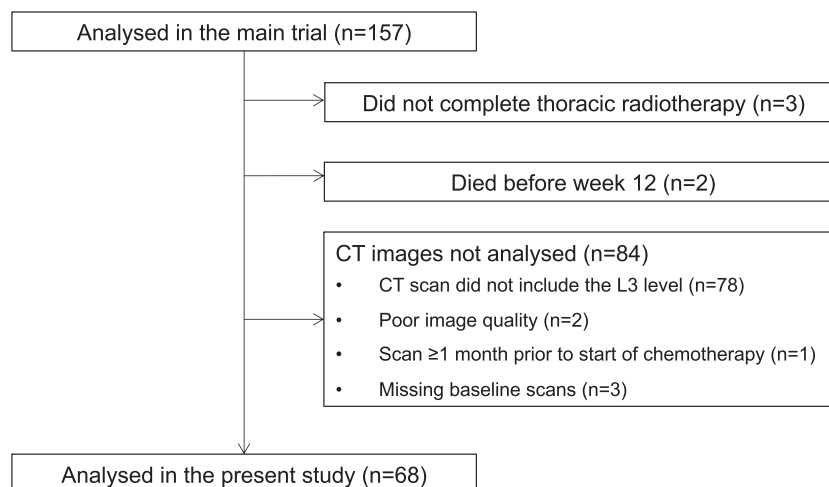 Analysed in the main trial (n=157)
Did not complete thoracic radiotherapy (n=3)
Died before week 12 (n=2)
CT images not analysed (n=84)
• CT scan did not include the L3 level (n=78)
• Poor image quality (n=2)
• Scan ≥1 month prior to start of chemotherapy (n=1)
• Missing baseline scans (n=3)
Analysed in the present study (n=68)